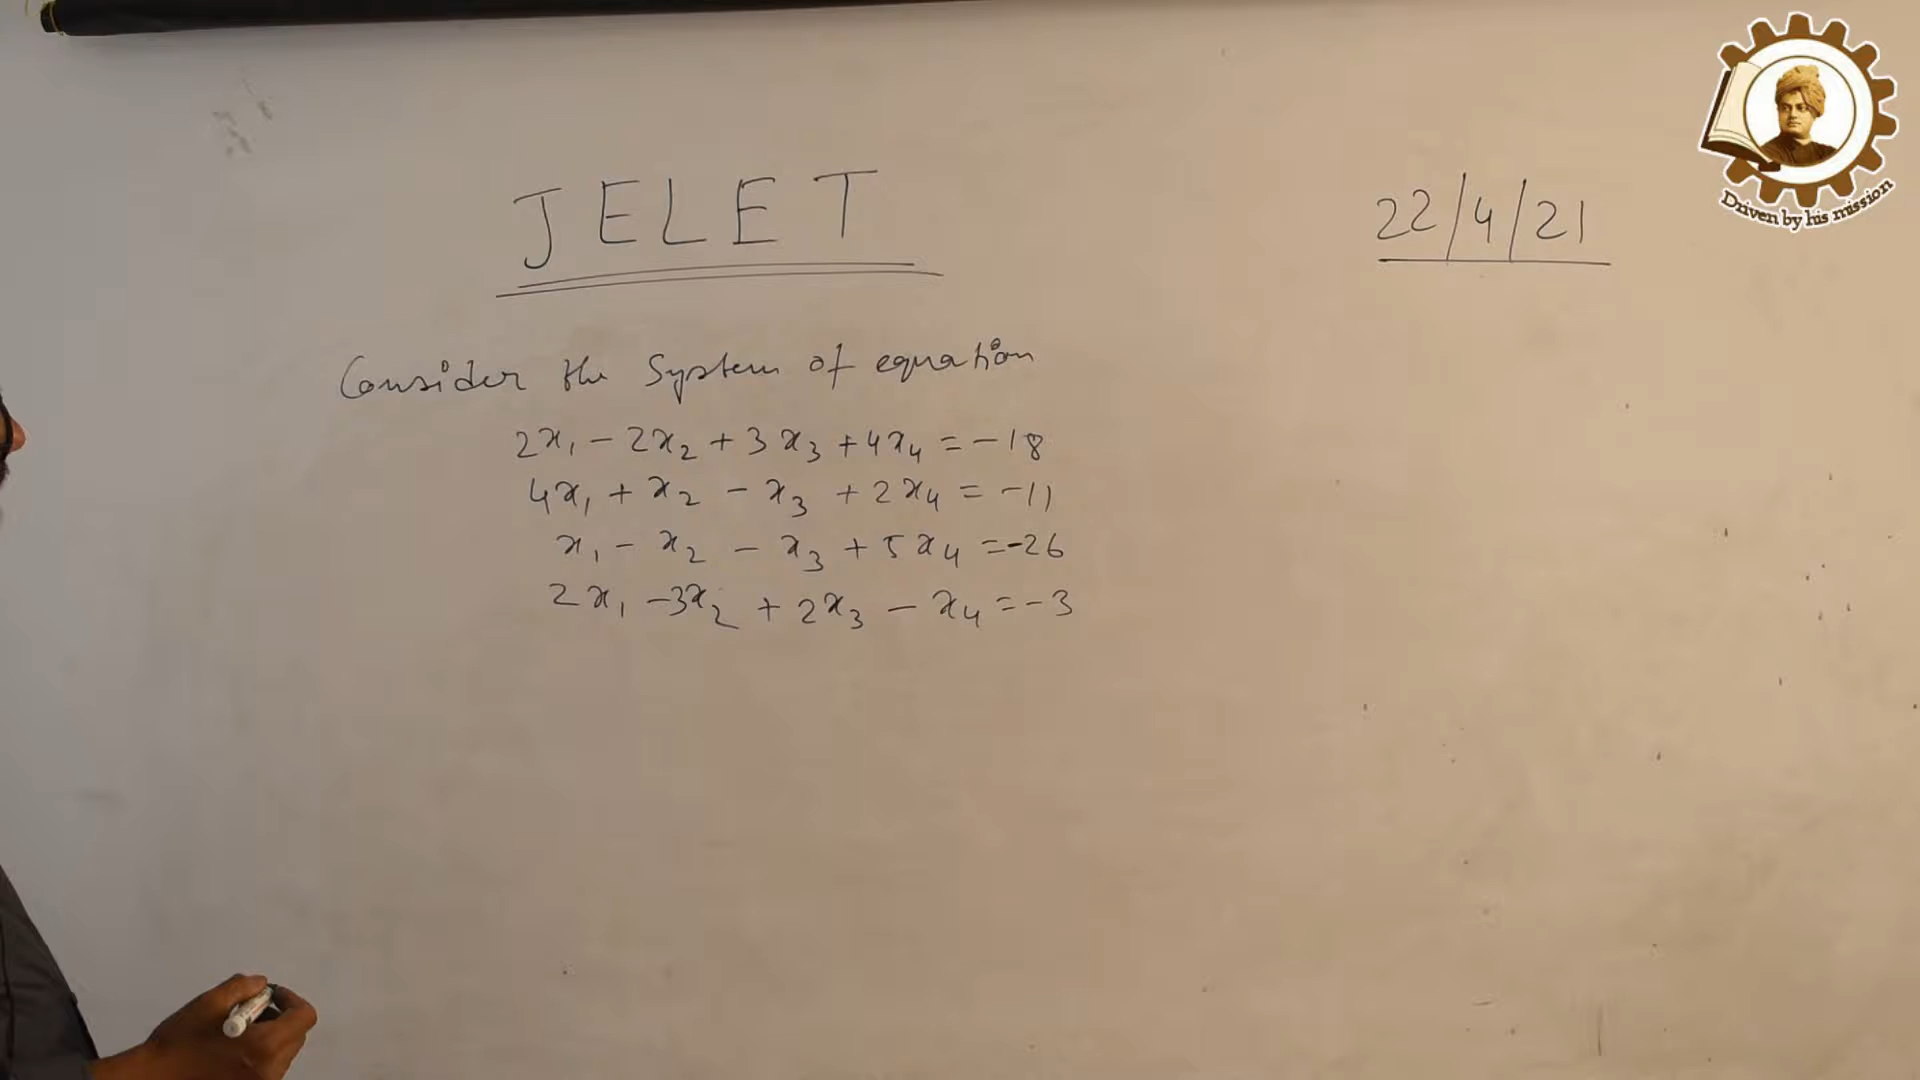 JELET
22/4/21
Driven by his mission
Consider the System of equation
2x₁ - 2x₂ + 3x₃ + 4x₄ = -18
4x₁ + x₂ - x₃ + 2x₄ = -11
x₁ - x₂ - x₃ + 5x₄ = -26
2x₁ - 3x₂ + 2x₃ - x₄ = -3